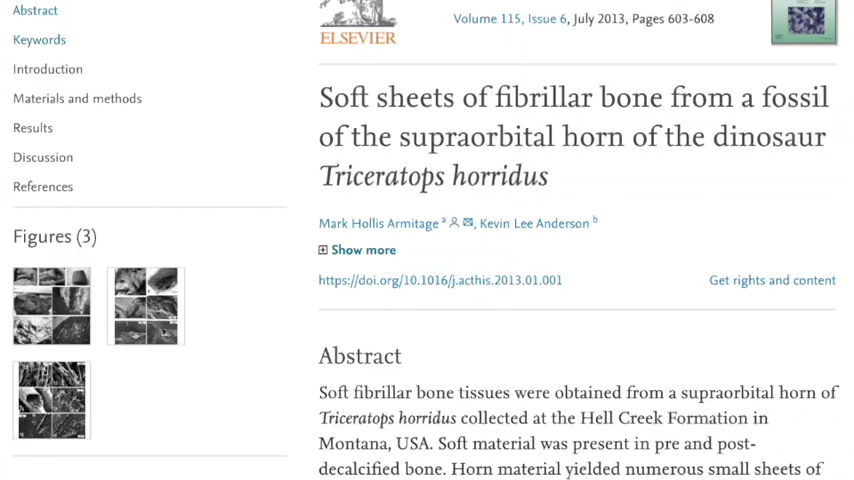 Abstract
Keywords
Introduction
Materials and methods
Results
Discussion
References
Figures (3)
ELSEVIER
Volume 115, Issue 6, July 2013, Pages 603-608
Soft sheets of fibrillar bone from a fossil
of the supraorbital horn of the dinosaur
Triceratops horridus
Mark Hollis Armitage a, Kevin Lee Anderson b
Show more
https://doi.org/10.1016/j.acthis.2013.01.001
Get rights and content
Abstract
Soft fibrillar bone tissues were obtained from a supraorbital horn of
Triceratops horridus collected at the Hell Creek Formation in
Montana, USA. Soft material was present in pre and post-
decalcified bone. Horn material yielded numerous small sheets of